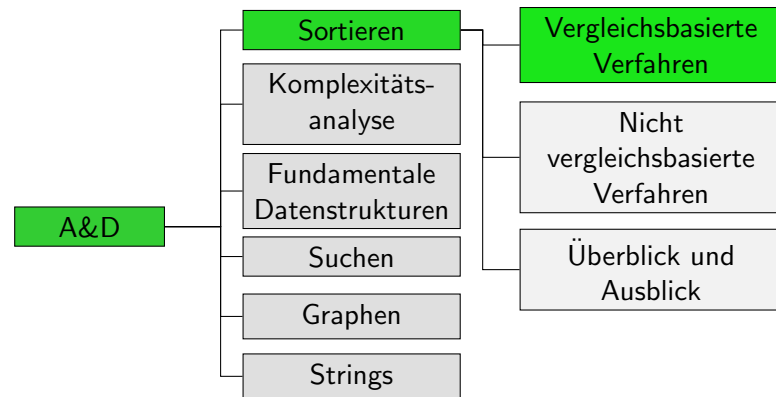 A&D
Sortieren
Komplexitäts-
analyse
Fundamentale
Datenstrukturen
Suchen
Graphen
Strings
Vergleichsbasierte
Verfahren
Nicht
vergleichsbasierte
Verfahren
Überblick und
Ausblick